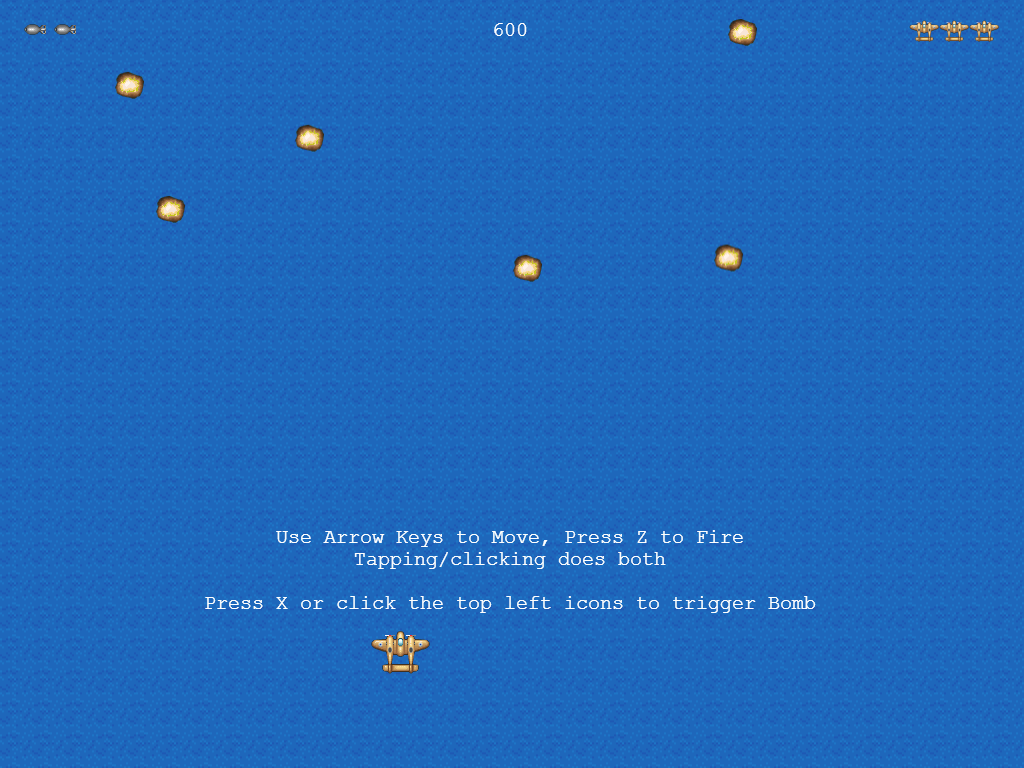 600
Use Arrow Keys to Move, Press Z to Fire
Tapping/clicking does both
Press X or click the top left icons to trigger Bomb